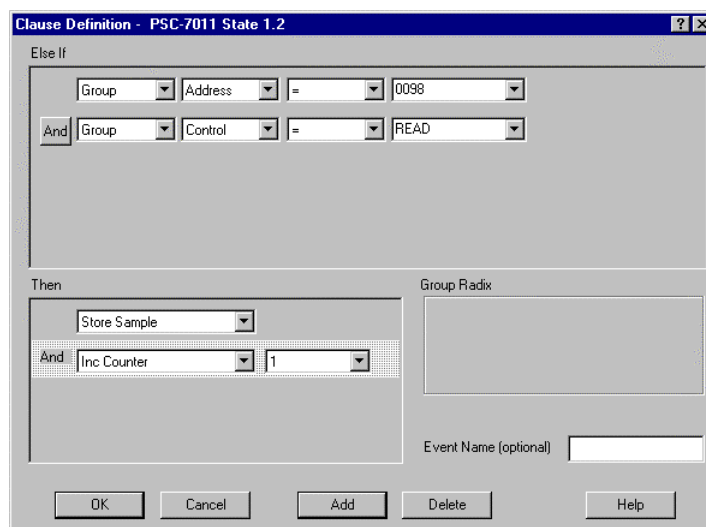 Clause Definition - PSC-7011 State 1.2
Else If
Group Address = 0098
And Group Control = READ
Then
Group Radix
Store Sample
And Inc Counter 1
Event Name (optional)
OK Cancel Add Delete Help